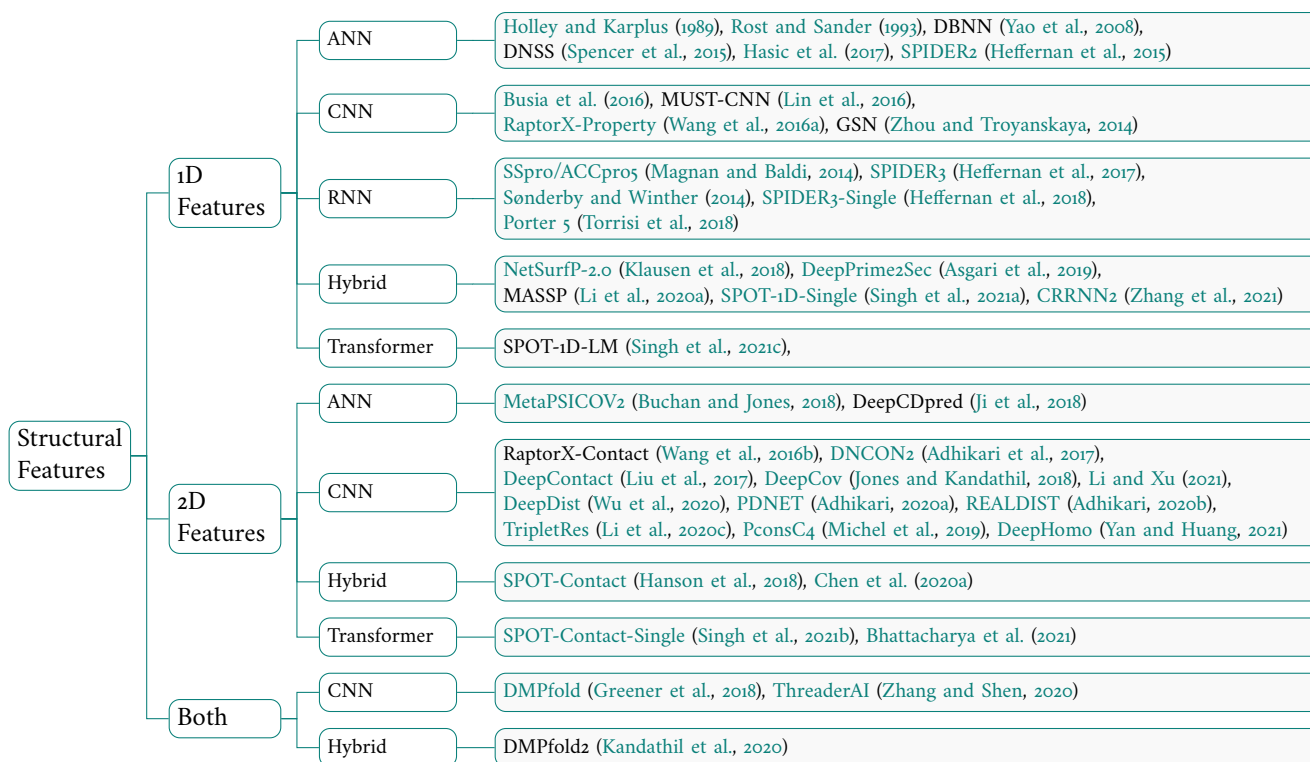 ANN
Holley and Karplus (1989), Rost and Sander (1993), DBNN (Yao et al., 2008),
DNSS (Spencer et al., 2015), Hasic et al. (2017), SPIDER2 (Heffernan et al., 2015)
CNN
Busia et al. (2016), MUST-CNN (Lin et al., 2016),
RaptorX-Property (Wang et al., 2016a), GSN (Zhou and Troyanskaya, 2014)
1D
Features
RNN
SSpro/ACCpro5 (Magnan and Baldi, 2014), SPIDER3 (Heffernan et al., 2017),
Sønderby and Winther (2014), SPIDER3-Single (Heffernan et al., 2018),
Porter 5 (Torrisi et al., 2018)
Hybrid
NetSurfP-2.0 (Klausen et al., 2018), DeepPrime2Sec (Asgari et al., 2019),
MASSP (Li et al., 2020a), SPOT-1D-Single (Singh et al., 2021a), CRRNN2 (Zhang et al., 2021)
Transformer
SPOT-1D-LM (Singh et al., 2021c),
Structural
Features
ANN
MetaPSICOV2 (Buchan and Jones, 2018), DeepCDpred (Ji et al., 2018)
2D
Features
CNN
RaptorX-Contact (Wang et al., 2016b), DNCON2 (Adhikari et al., 2017),
DeepContact (Liu et al., 2017), DeepCov (Jones and Kandathil, 2018), Li and Xu (2021),
DeepDist (Wu et al., 2020), PDNET (Adhikari, 2020a), REALDIST (Adhikari, 2020b),
TripletRes (Li et al., 2020c), PconsC4 (Michel et al., 2019), DeepHomo (Yan and Huang, 2021)
Hybrid
SPOT-Contact (Hanson et al., 2018), Chen et al. (2020a)
Transformer
SPOT-Contact-Single (Singh et al., 2021b), Bhattacharya et al. (2021)
Both
CNN
DMPfold (Greener et al., 2018), ThreaderAI (Zhang and Shen, 2020)
Hybrid
DMPfold2 (Kandathil et al., 2020)